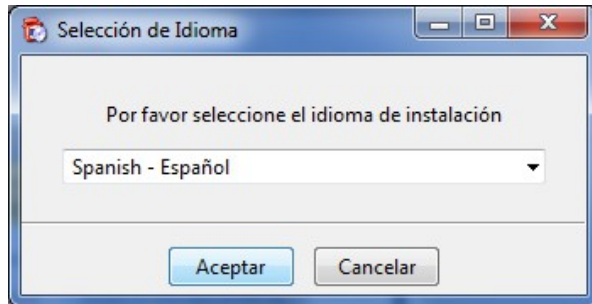 Selección de Idioma
Por favor seleccione el idioma de instalación
Spanish - Español
Aceptar
Cancelar